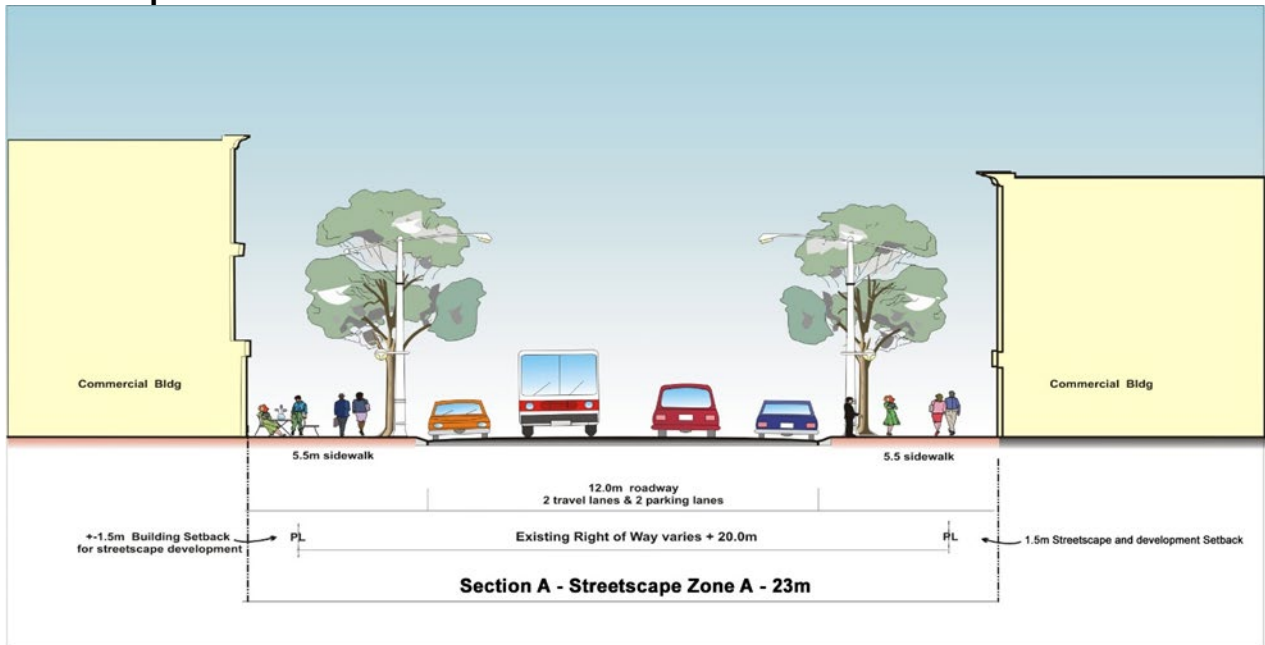 Commercial Bldg
Commercial Bldg
5.5m sidewalk
5.5 sidewalk
12.0m roadway
2 travel lanes & 2 parking lanes
+-1.5m Building Setback
for streetscape development
PL
Existing Right of Way varies + 20.0m
PL
1.5m Streetscape and development Setback
Section A - Streetscape Zone A - 23m